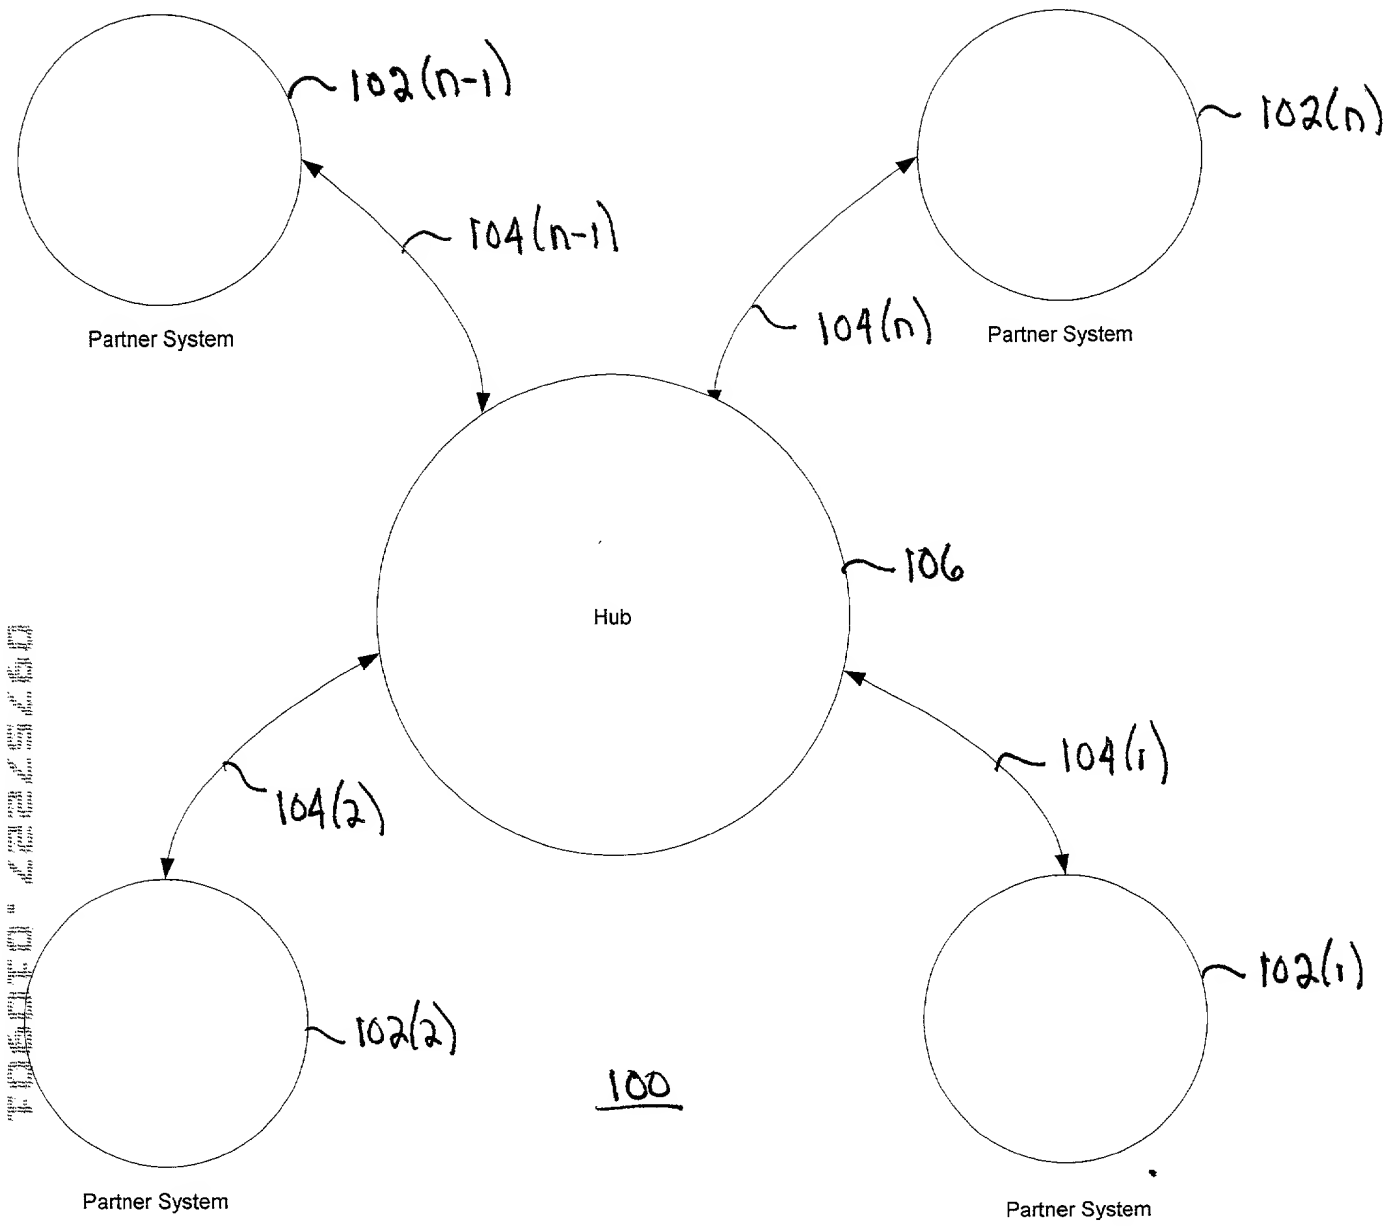 102(n-1)
102(n)
104(n-1)
104(n)
Partner System
Partner System
106
Hub
104(1)
104(2)
102(1)
102(2)
100
Partner System
Partner System